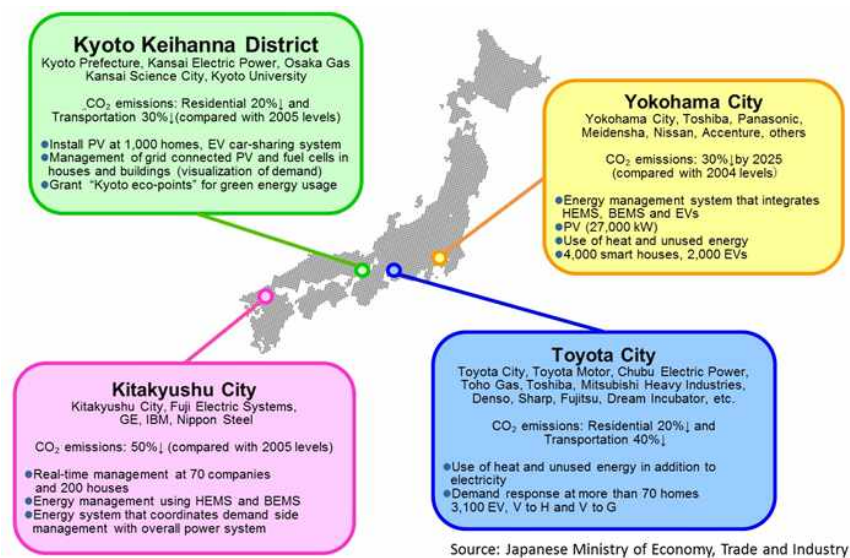 Kyoto Keihanna District
Kyoto Prefecture, Kansai Electric Power, Osaka Gas
Kansai Science City, Kyoto University
CO₂ emissions: Residential 20%↓ and
Transportation 30%↓(compared with 2005 levels)
●Install PV at 1,000 homes, EV car-sharing system
●Management of grid connected PV and fuel cells in
houses and buildings (visualization of demand)
●Grant "Kyoto eco-points" for green energy usage
Yokohama City
Yokohama City, Toshiba, Panasonic,
Meidensha, Nissan, Accenture, others
CO₂ emissions: 30%↓by 2025
(compared with 2004 levels)
●Energy management system that integrates
HEMS, BEMS and EVs
●PV (27,000 kW)
●Use of heat and unused energy
●4,000 smart houses, 2,000 EVs
Kitakyushu City
Kitakyushu City, Fuji Electric Systems,
GE, IBM, Nippon Steel
CO₂ emissions: 50%↓ (compared with 2005 levels)
●Real-time management at 70 companies
and 200 houses
●Energy management using HEMS and BEMS
●Energy system that coordinates demand side
management with overall power system
Toyota City
Toyota City, Toyota Motor, Chubu Electric Power,
Toho Gas, Toshiba, Mitsubishi Heavy Industries,
Denso, Sharp, Fujitsu, Dream Incubator, etc.
CO₂ emissions: Residential 20%↓ and
Transportation 40%↓
●Use of heat and unused energy in addition to
electricity
●Demand response at more than 70 homes
3,100 EV, V to H and V to G
Source: Japanese Ministry of Economy, Trade and Industry